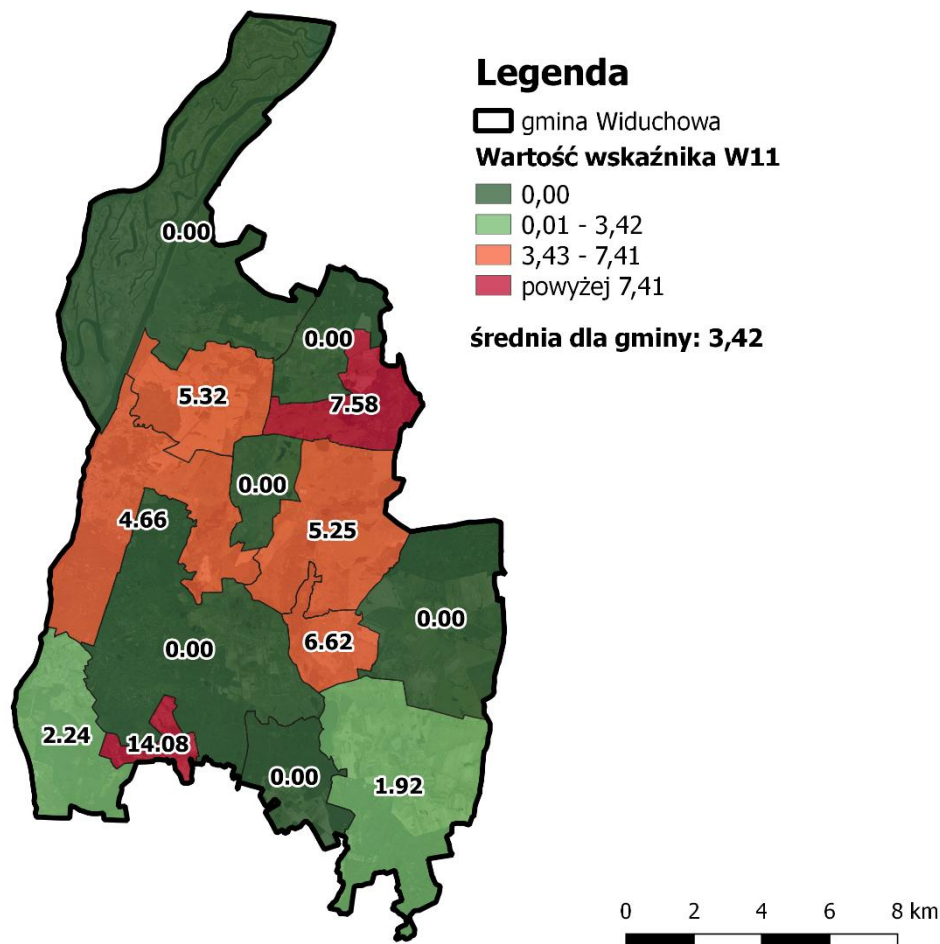 Legenda
gmina Widuchowa
Wartość wskaźnika W11
0,00
0,01 - 3,42
3,43 - 7,41
powyżej 7,41
średnia dla gminy: 3,42
0.00
0.00
5.32
7.58
0.00
4.66
5.25
0.00
6.62
0.00
2.24
14.08
0.00
1.92
0 2 4 6 8 km